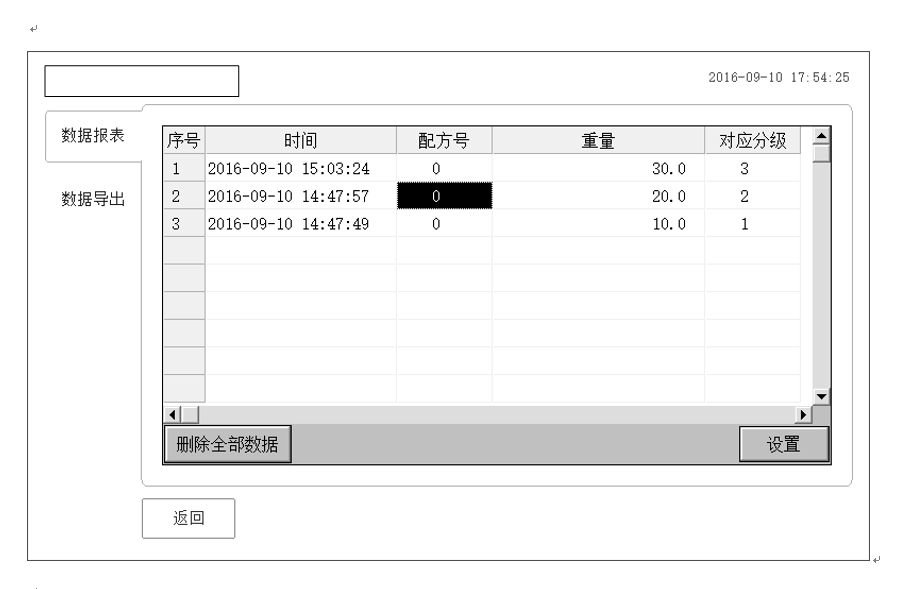 2016-09-10 17:54:25
数据报表
数据导出
序号 时间 配方号 重量 对应分级
1 2016-09-10 15:03:24 0 30.0 3
2 2016-09-10 14:47:57 0 20.0 2
3 2016-09-10 14:47:49 0 10.0 1
删除全部数据 设置
返回